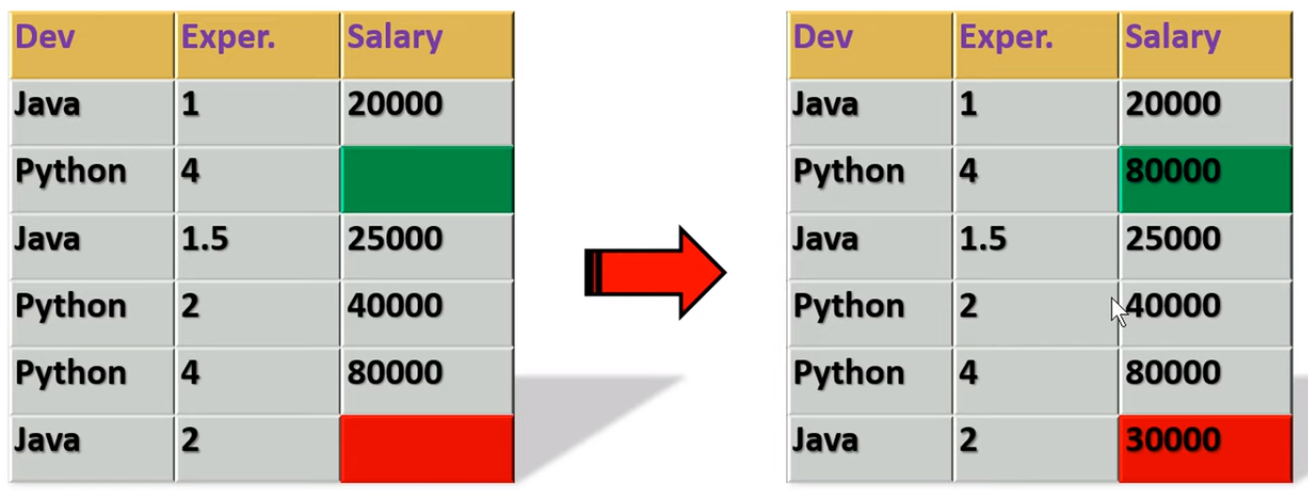 Dev Exper. Salary
Java 1 20000
Python 4
Java 1.5 25000
Python 2 40000
Python 4 80000
Java 2
Dev Exper. Salary
Java 1 20000
Python 4 80000
Java 1.5 25000
Python 2 40000
Python 4 80000
Java 2 30000